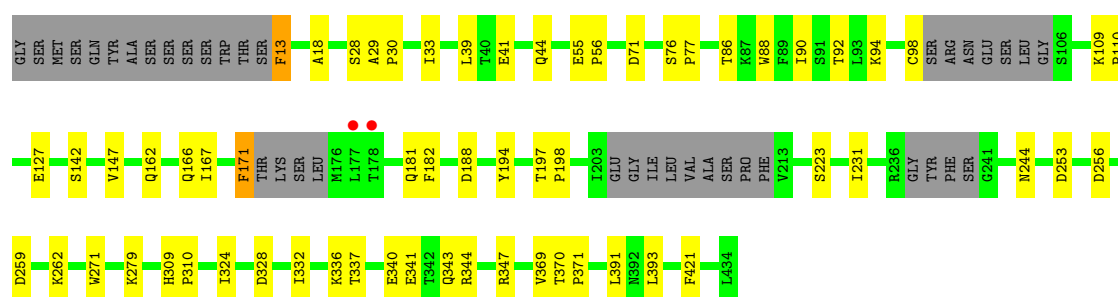 GLY SER MET SER GLN TYR ALA SER SER SER SER TRP THR SER F13 A18 S28 A29 P30 I33 L39 T40 E41 Q44 E55 P56 D71 S76 P77 T86 K87 W88 F89 I90 S91 T92 L93 K94 C98 SER ARG ASN GLU SER LEU GLY S106 K109
E127 S142 V147 Q162 Q166 I167 F171 THR LYS SER LEU M176 L177 T178 Q181 F182 D188 Y194 T197 P198 I203 GLU GLY ILE LEU VAL ALA SER PRO PHE V213 S223 I231 R236 GLY TYR PHE SER G241 N244 D253 D256
D259 K262 W271 K279 H309 P310 I324 D328 I332 K336 T337 E340 E341 T342 Q343 R344 R347 V369 T370 P371 L391 N392 L393 F421 L434